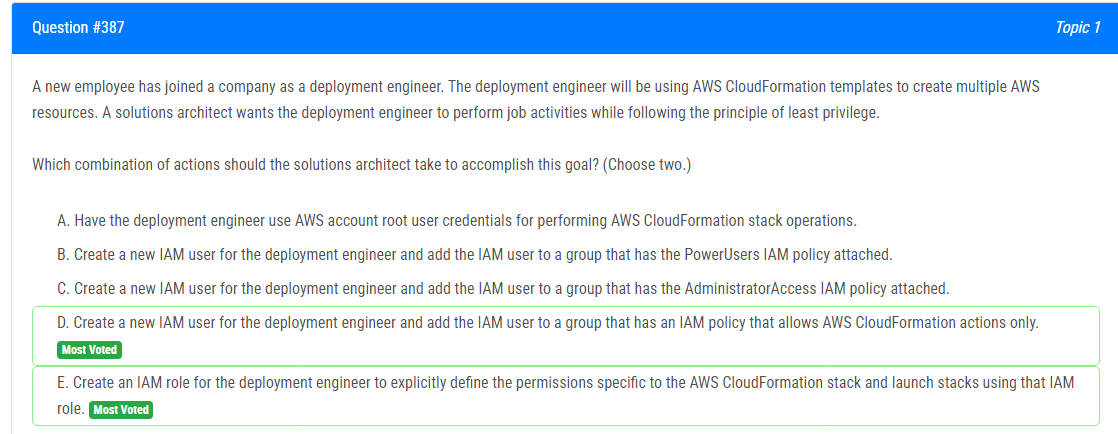 Question #387
Topic 1
A new employee has joined a company as a deployment engineer. The deployment engineer will be using AWS CloudFormation templates to create multiple AWS
resources. A solutions architect wants the deployment engineer to perform job activities while following the principle of least privilege.
Which combination of actions should the solutions architect take to accomplish this goal? (Choose two.)
A. Have the deployment engineer use AWS account root user credentials for performing AWS CloudFormation stack operations.
B. Create a new IAM user for the deployment engineer and add the IAM user to a group that has the PowerUsers IAM policy attached.
C. Create a new IAM user for the deployment engineer and add the IAM user to a group that has the AdministratorAccess IAM policy attached.
D. Create a new IAM user for the deployment engineer and add the IAM user to a group that has an IAM policy that allows AWS CloudFormation actions only.
Most Voted
E. Create an IAM role for the deployment engineer to explicitly define the permissions specific to the AWS CloudFormation stack and launch stacks using that IAM
role. Most Voted